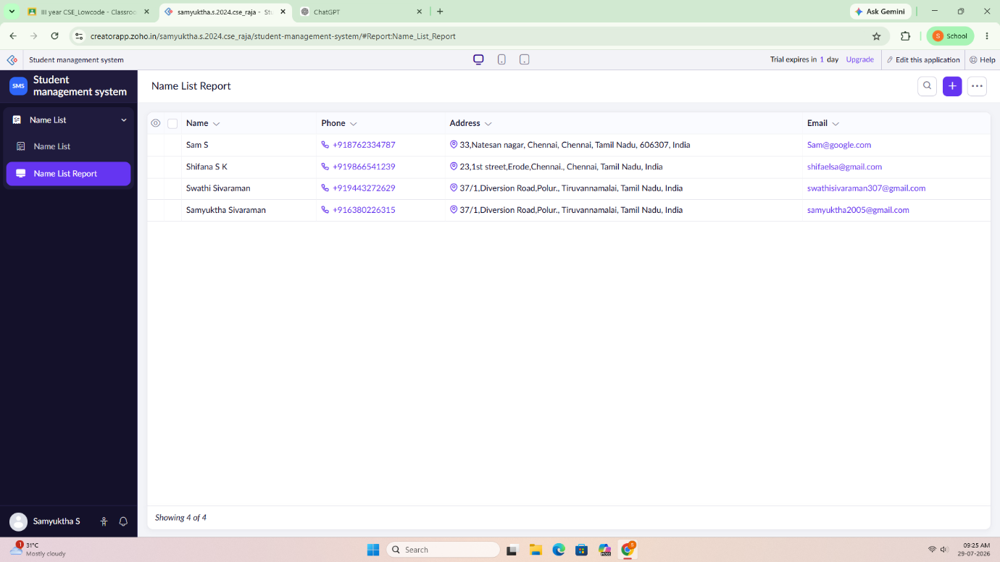 III year CSE_Lowcode - Classroo
samyuktha.s.2024.cse_raja - Stu
ChatGPT
Ask Gemini
creatorapp.zoho.in/samyuktha.s.2024.cse_raja/student-management-system/#Report:Name_List_Report
S School
Student management system
Trial expires in 1 day Upgrade
Edit this application
Help
SMS Student management system
Name List Report
Name List
Name List
Name List Report
Name Phone Address Email
Sam S +918762334787 33,Natesan nagar, Chennai, Chennai, Tamil Nadu, 606307, India Sam@google.com
Shifana S K +919866541239 23,1st street,Erode,Chennai., Chennai, Tamil Nadu, India shifaelsa@gmail.com
Swathi Sivaraman +919443272629 37/1,Diversion Road,Polur., Tiruvannamalai, Tamil Nadu, India swathisivaraman307@gmail.com
Samyuktha Sivaraman +916380226315 37/1,Diversion Road,Polur., Tiruvannamalai, Tamil Nadu, India samyuktha2005@gmail.com
Showing 4 of 4
Samyuktha S
1 31°C
Mostly cloudy
Search
S
09:25 AM
29-07-2026